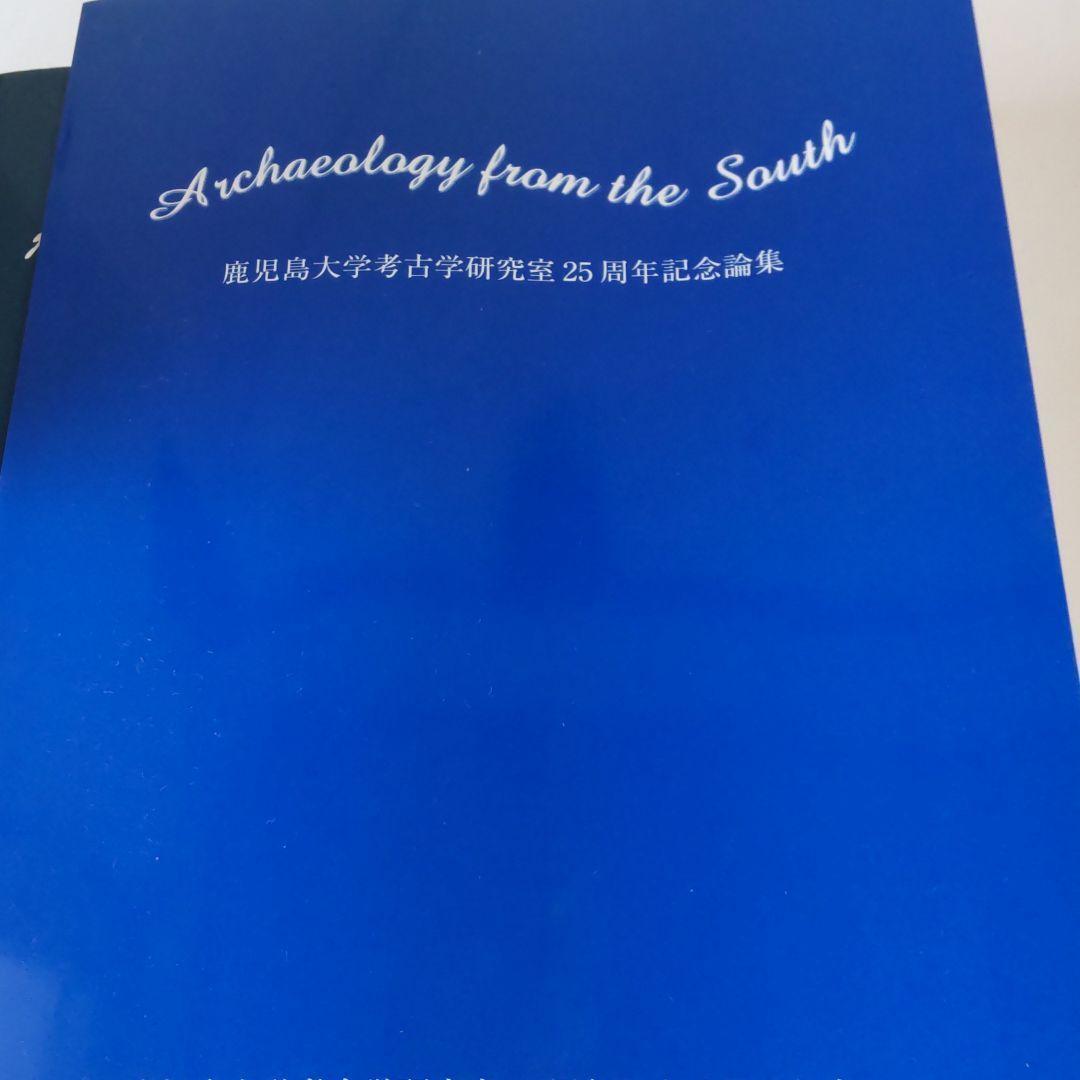 Archaeology from the South
鹿児島大学考古学研究室25周年記念論集